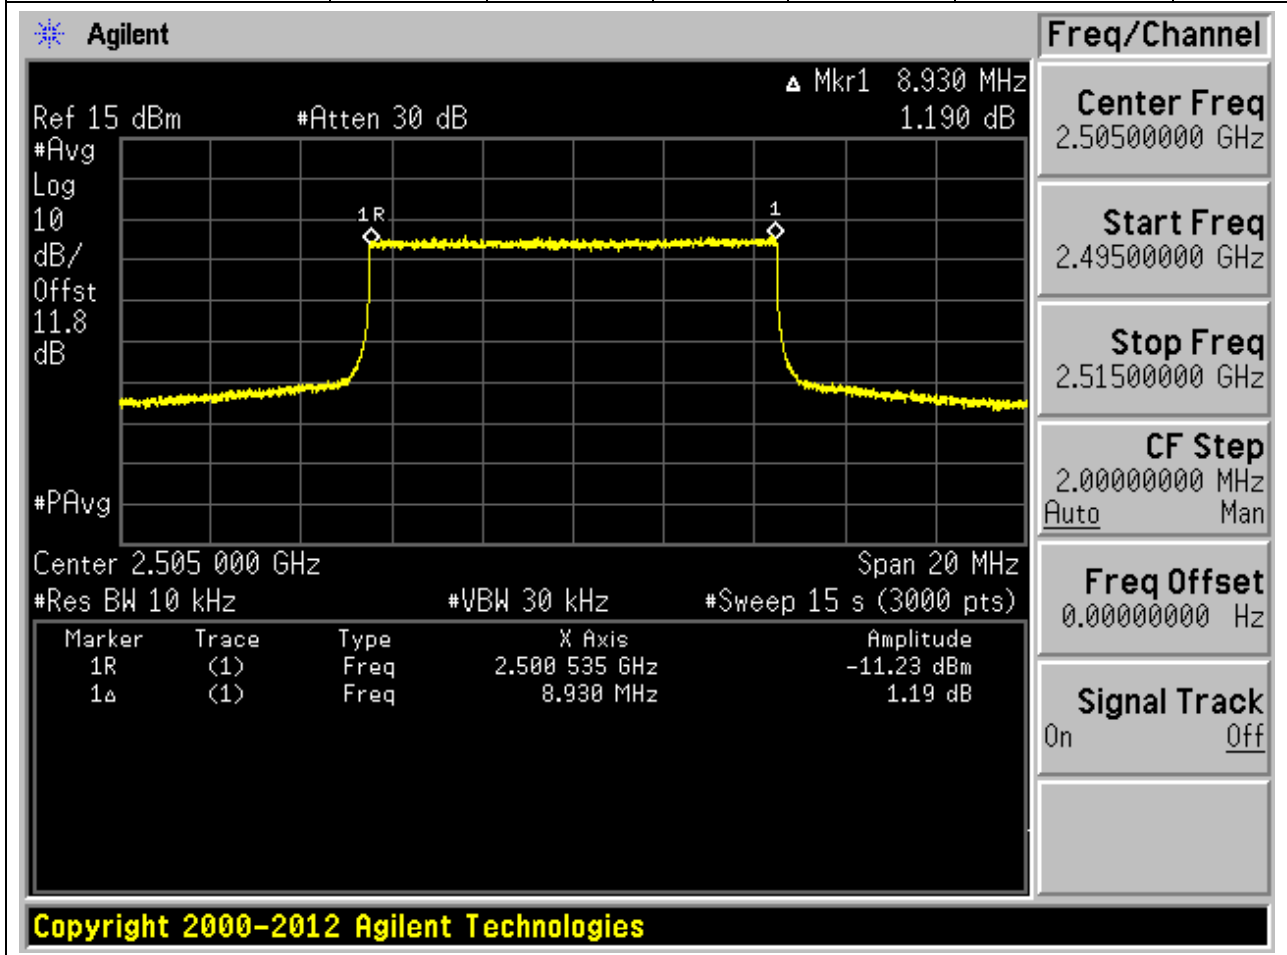 Agilent
Freq/Channel
Δ Mkr1 8.930 MHz
Ref 15 dBm #Atten 30 dB 1.190 dB
#Avg
Log
10
dB/
Offst
11.8
dB
1R
1
#PAvg
Center 2.505 000 GHz Span 20 MHz
#Res BW 10 kHz #VBW 30 kHz #Sweep 15 s (3000 pts)
Marker Trace Type X Axis Amplitude
1R (1) Freq 2.500 535 GHz -11.23 dBm
1Δ (1) Freq 8.930 MHz 1.19 dB
Center Freq
2.50500000 GHz
Start Freq
2.49500000 GHz
Stop Freq
2.51500000 GHz
CF Step
2.00000000 MHz
Auto Man
Freq Offset
0.00000000 Hz
Signal Track
On Off
Copyright 2000-2012 Agilent Technologies